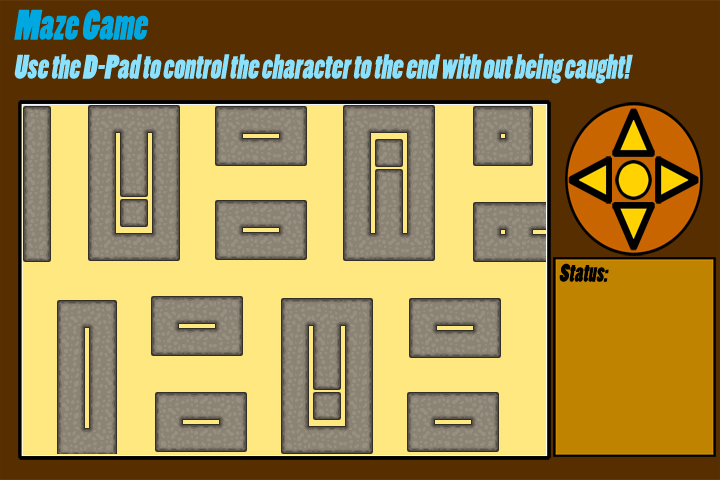 Maze Game
Use the D-Pad to control the character to the end with out being caught!
Status: